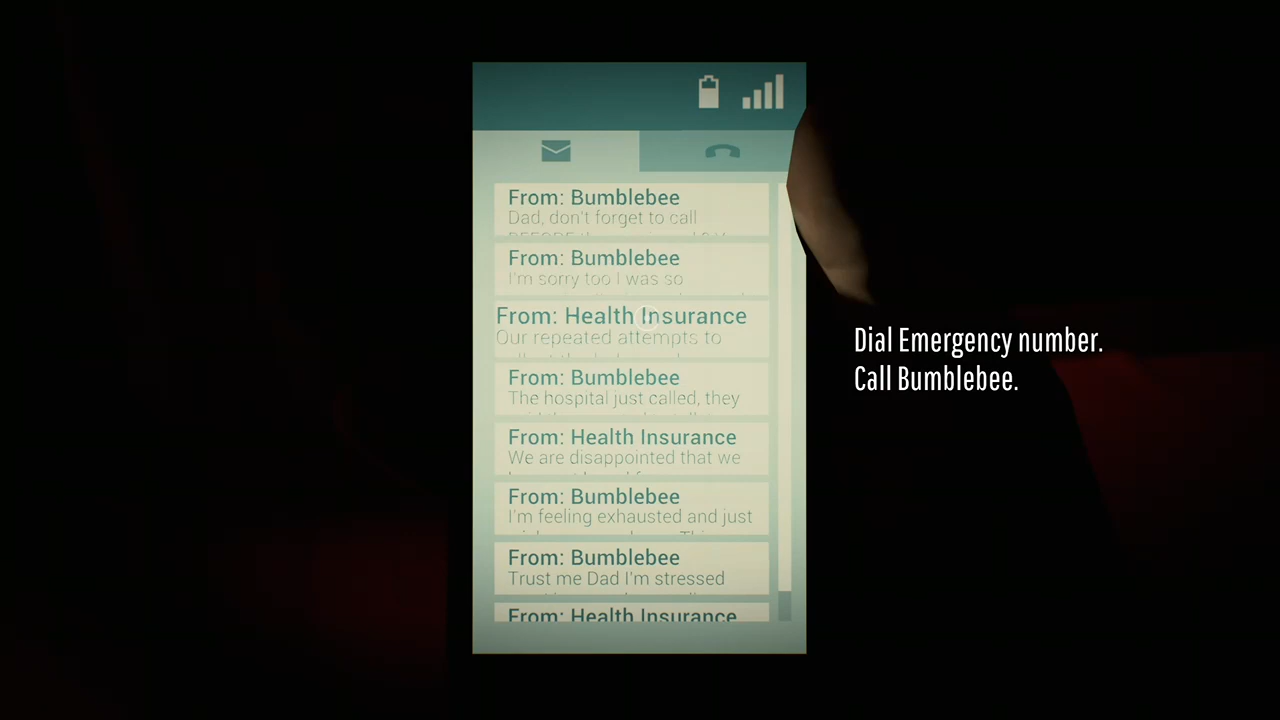 From: Bumblebee
Dad, don't forget to call
From: Bumblebee
I'm sorry too I was so
From: Health Insurance
Our repeated attempts to
From: Bumblebee
The hospital just called, they
From: Health Insurance
We are disappointed that we
From: Bumblebee
I'm feeling exhausted and just
From: Bumblebee
Trust me Dad I'm stressed
From: Health Insurance
Dial Emergency number.
Call Bumblebee.